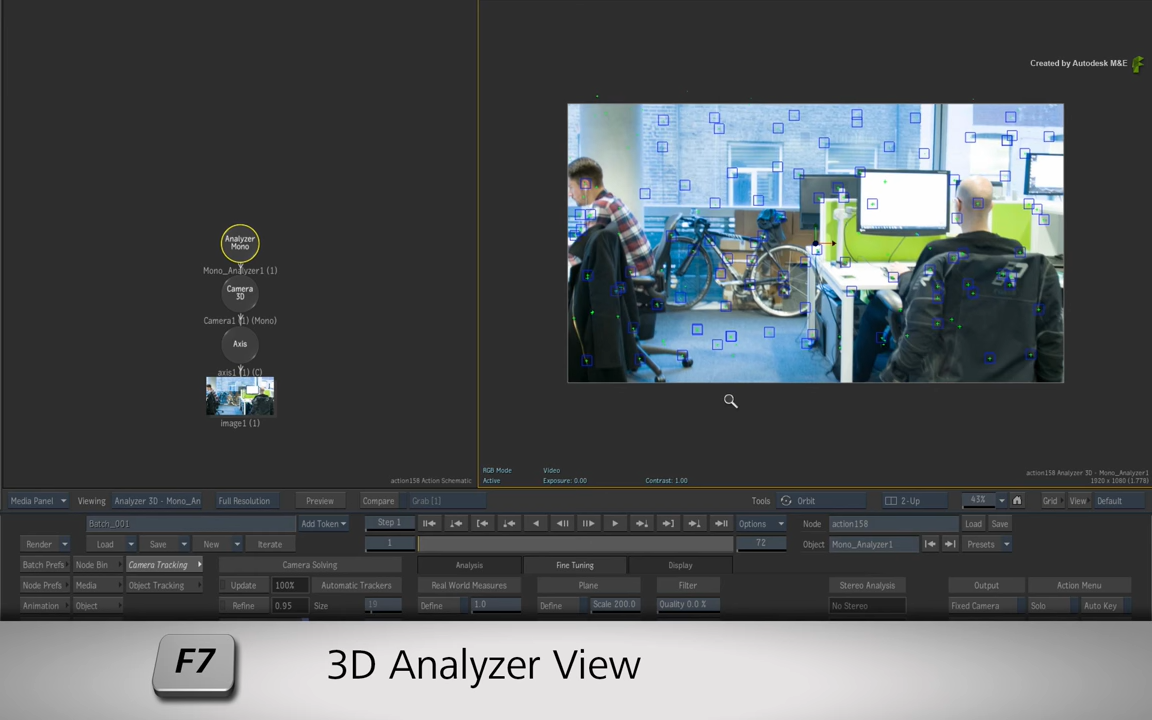 Created by Autodesk M&E
Analyzer
Mono
Mono_Analyzer1 (1)
Camera
3D
Camera1 (1) (Mono)
Axis
axis1 (1) (C)
image1 (1)
action158 Action Schematic
RGB Mode
Video
Active
Exposure: 0.00
Contrast: 1.00
action158 Analyzer 3D - Mono_Analyzer1
1920 x 1080 (1.778)
Media Panel
Viewing
Analyzer 3D - Mono_An
Full Resolution
Preview
Compare
Grab [1]
Tools
Orbit
2-Up
43%
Grid
View
Default
Batch_001
Add Token
Step 1
Options
Node
action158
Load
Save
Render
Load
Save
New
Iterate
1
72
Object
Mono_Analyzer1
Presets
Batch Prefs
Node Bin
Camera Tracking
Camera Solving
Analysis
Fine Tuning
Display
Node Prefs
Media
Object Tracking
Update
100%
Automatic Trackers
Real World Measures
Plane
Filter
Stereo Analysis
Output
Action Menu
Animation
Object
Refine
0.95
Size
19
Define
1.0
Define
Scale 200.0
Quality 0.0 %
No Stereo
Fixed Camera
Solo
Auto Key
F7
3D Analyzer View